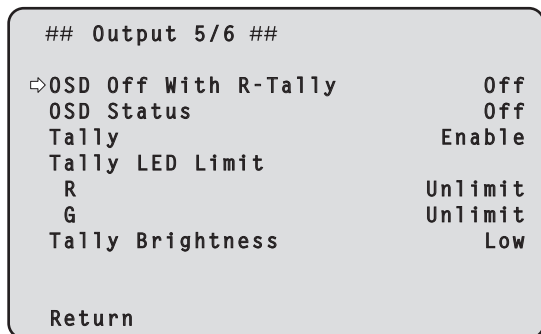 ## Output 5/6 ##
⇨OSD Off With R-Tally Off
OSD Status Off
Tally Enable
Tally LED Limit
R Unlimit
G Unlimit
Tally Brightness Low
Return